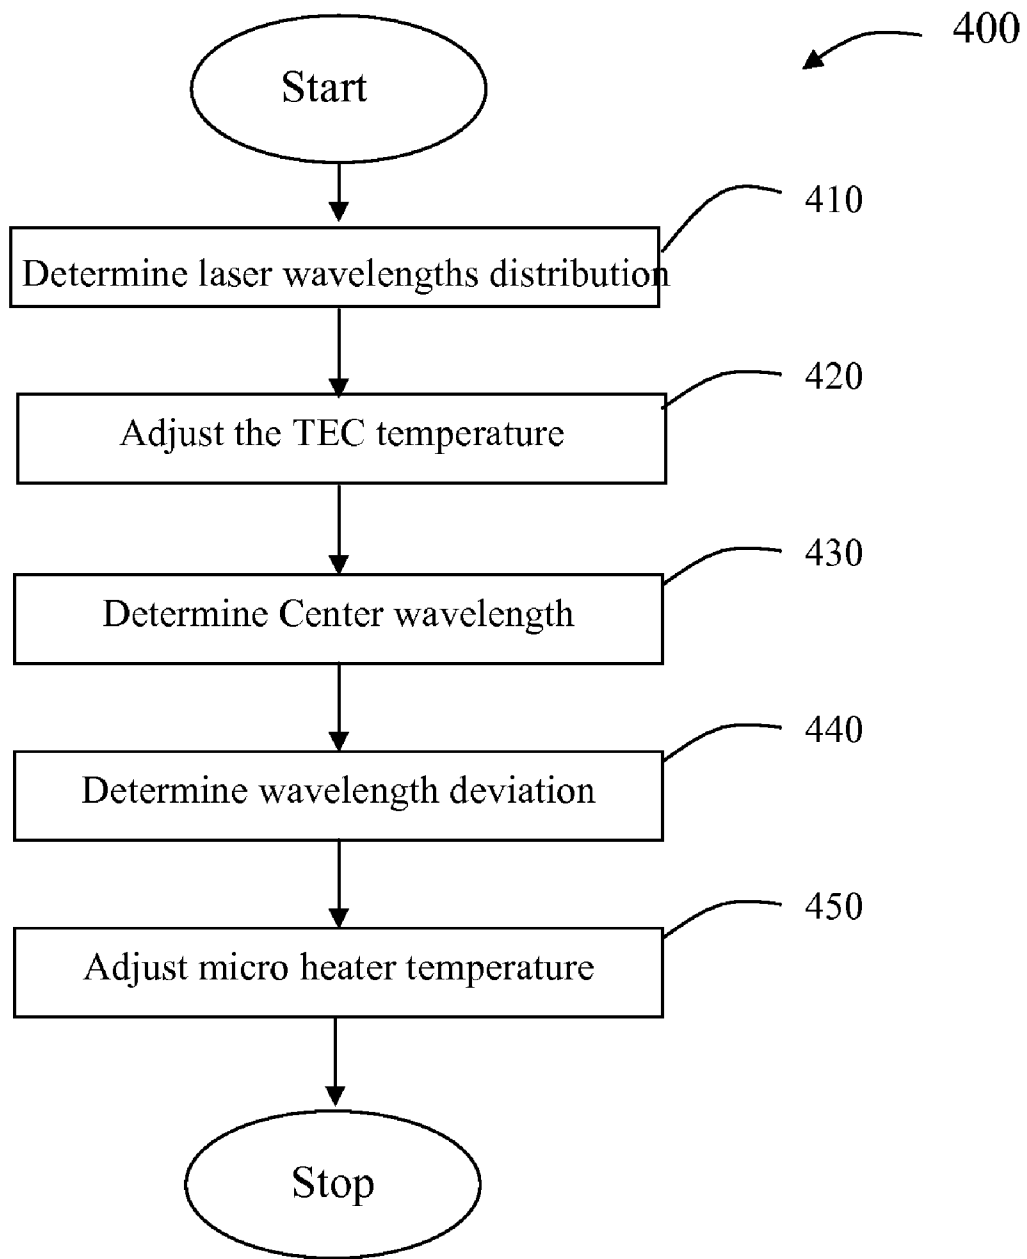 400
Start
410
Determine laser wavelengths distribution
420
Adjust the TEC temperature
430
Determine Center wavelength
440
Determine wavelength deviation
450
Adjust micro heater temperature
Stop